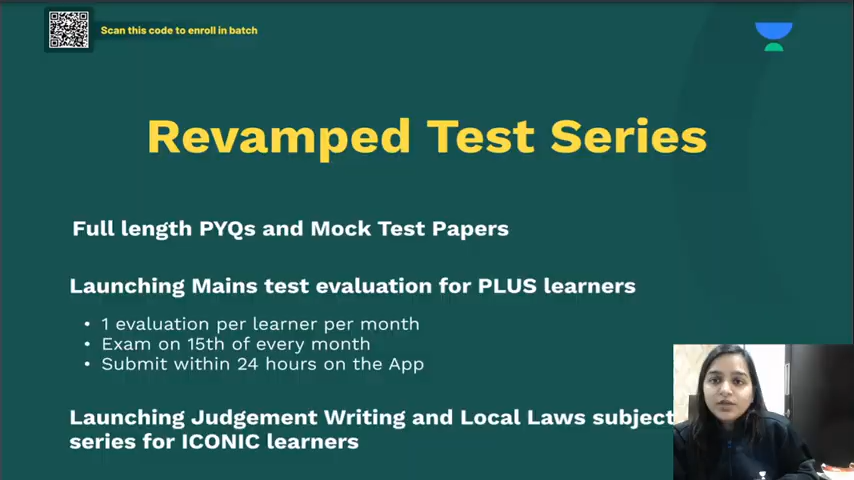 Scan this code to enroll in batch
Revamped Test Series
Full length PYQs and Mock Test Papers
Launching Mains test evaluation for PLUS learners
• 1 evaluation per learner per month
• Exam on 15th of every month
• Submit within 24 hours on the App
Launching Judgement Writing and Local Laws subject
series for ICONIC learners